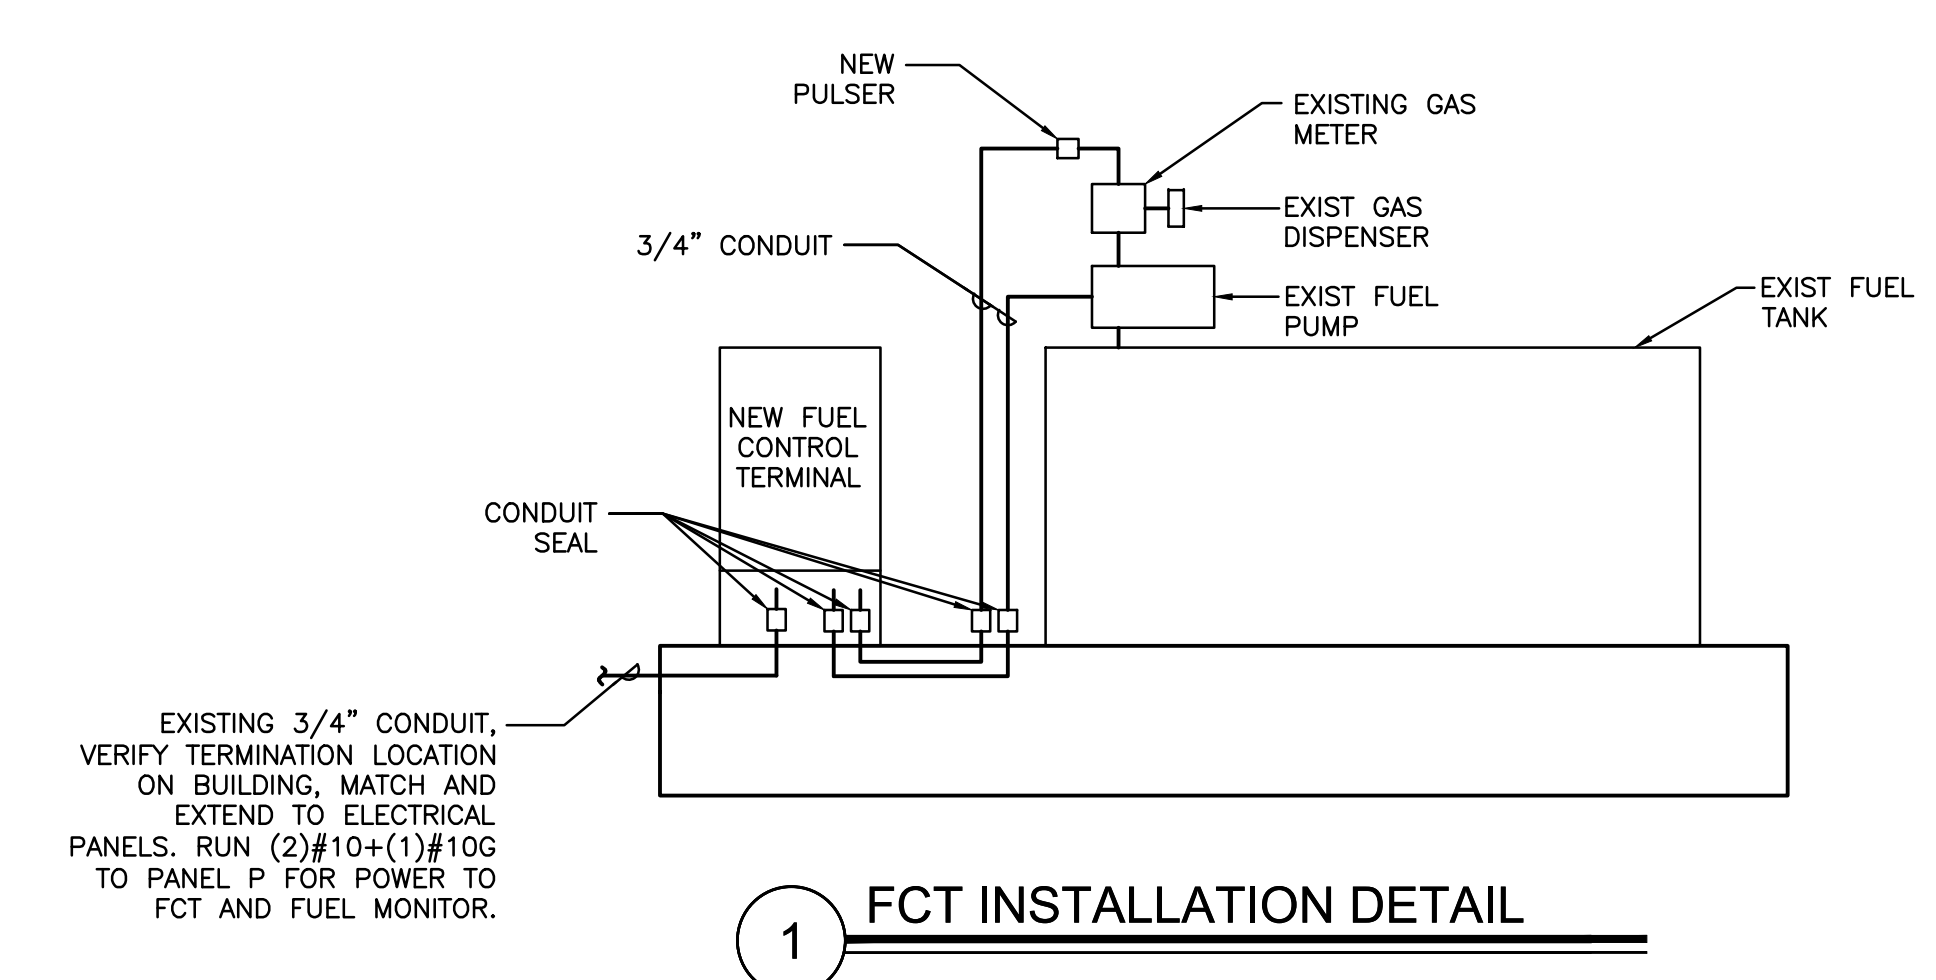 NEW
PULSER
EXISTING GAS
METER
EXIST GAS
DISPENSER
3/4” CONDUIT
EXIST FUEL
PUMP
EXIST FUEL
TANK
NEW FUEL
CONTROL
TERMINAL
CONDUIT
SEAL
EXISTING 3/4” CONDUIT,
VERIFY TERMINATION LOCATION
ON BUILDING, MATCH AND
EXTEND TO ELECTRICAL
PANELS. RUN (2)#10+(1)#10G
TO PANEL P FOR POWER TO
FCT AND FUEL MONITOR.
1
FCT INSTALLATION DETAIL